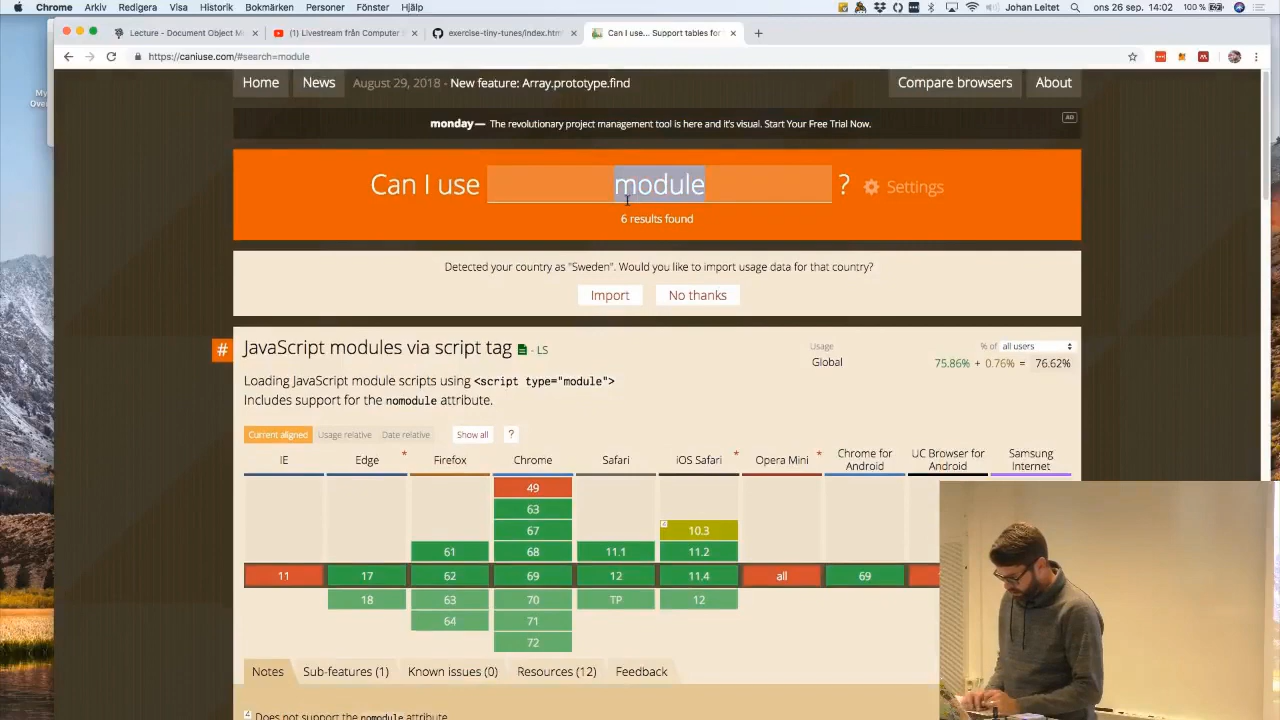 Chrome Arkiv Redigera Visa Historik Bokmärken Personer Fönster Hjälp Johan Leitet ons 26 sep. 14:02 100 %
Lecture - Document Object M × (1) Livestream från Computer × exercise-tiny-tunes/index.htm × Can I use... Support tables for ×
https://caniuse.com/#search=module
My
Ove
Home News August 29, 2018 - New feature: Array.prototype.find Compare browsers About
monday— The revolutionary project management tool is here and it's visual. Start Your Free Trial Now. AD
Can I use module ? Settings
6 results found
Detected your country as "Sweden". Would you like to import usage data for that country?
Import No thanks
# JavaScript modules via script tag - LS
Usage % of all users
Global 75.86% + 0.76% = 76.62%
Loading JavaScript module scripts using <script type="module">
Includes support for the nomodule attribute.
Current aligned Usage relative Date relative Show all ?
IE Edge * Firefox Chrome Safari iOS Safari * Opera Mini * Chrome for Android UC Browser for Android Samsung Internet
49
63
67 4 10.3
61 68 11.1 11.2
11 17 62 69 12 11.4 all 69
18 63 70 TP 12
64 71
72
Notes Sub-features (1) Known issues (0) Resources (12) Feedback
4 Does not support the nomodule attribute